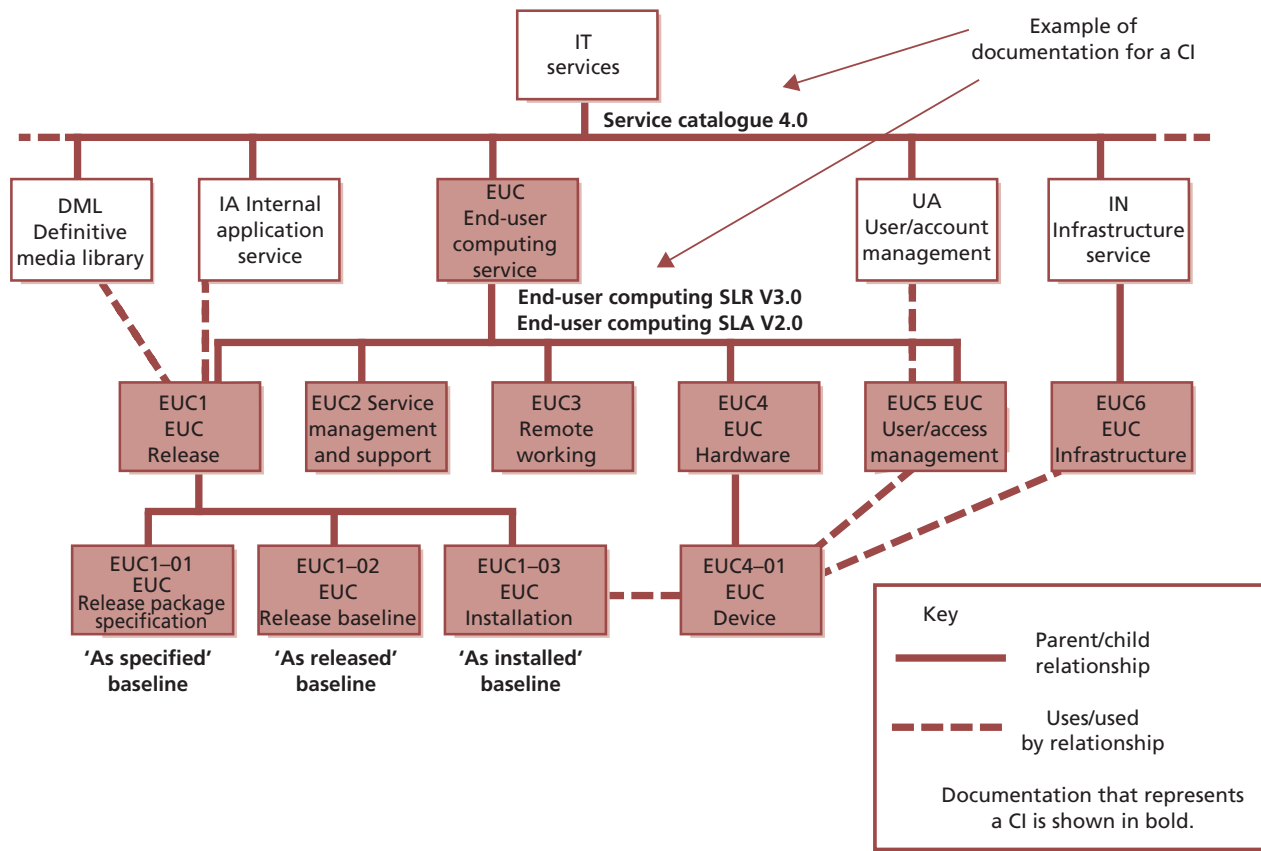 IT
services
Example of
documentation for a CI
Service catalogue 4.0
DML
Definitive
media library
IA Internal
application
service
EUC
End-user
computing
service
UA
User/account
management
IN
Infrastructure
service
End-user computing SLR V3.0
End-user computing SLA V2.0
EUC1
EUC
Release
EUC2 Service
management
and support
EUC3
Remote
working
EUC4
EUC
Hardware
EUC5 EUC
User/access
management
EUC6
EUC
Infrastructure
EUC1–01
EUC
Release package
specification
EUC1–02
EUC
Release baseline
EUC1–03
EUC
Installation
EUC4–01
EUC
Device
‘As specified’
baseline
‘As released’
baseline
‘As installed’
baseline
Key
Parent/child
relationship
Uses/used
by relationship
Documentation that represents
a CI is shown in bold.